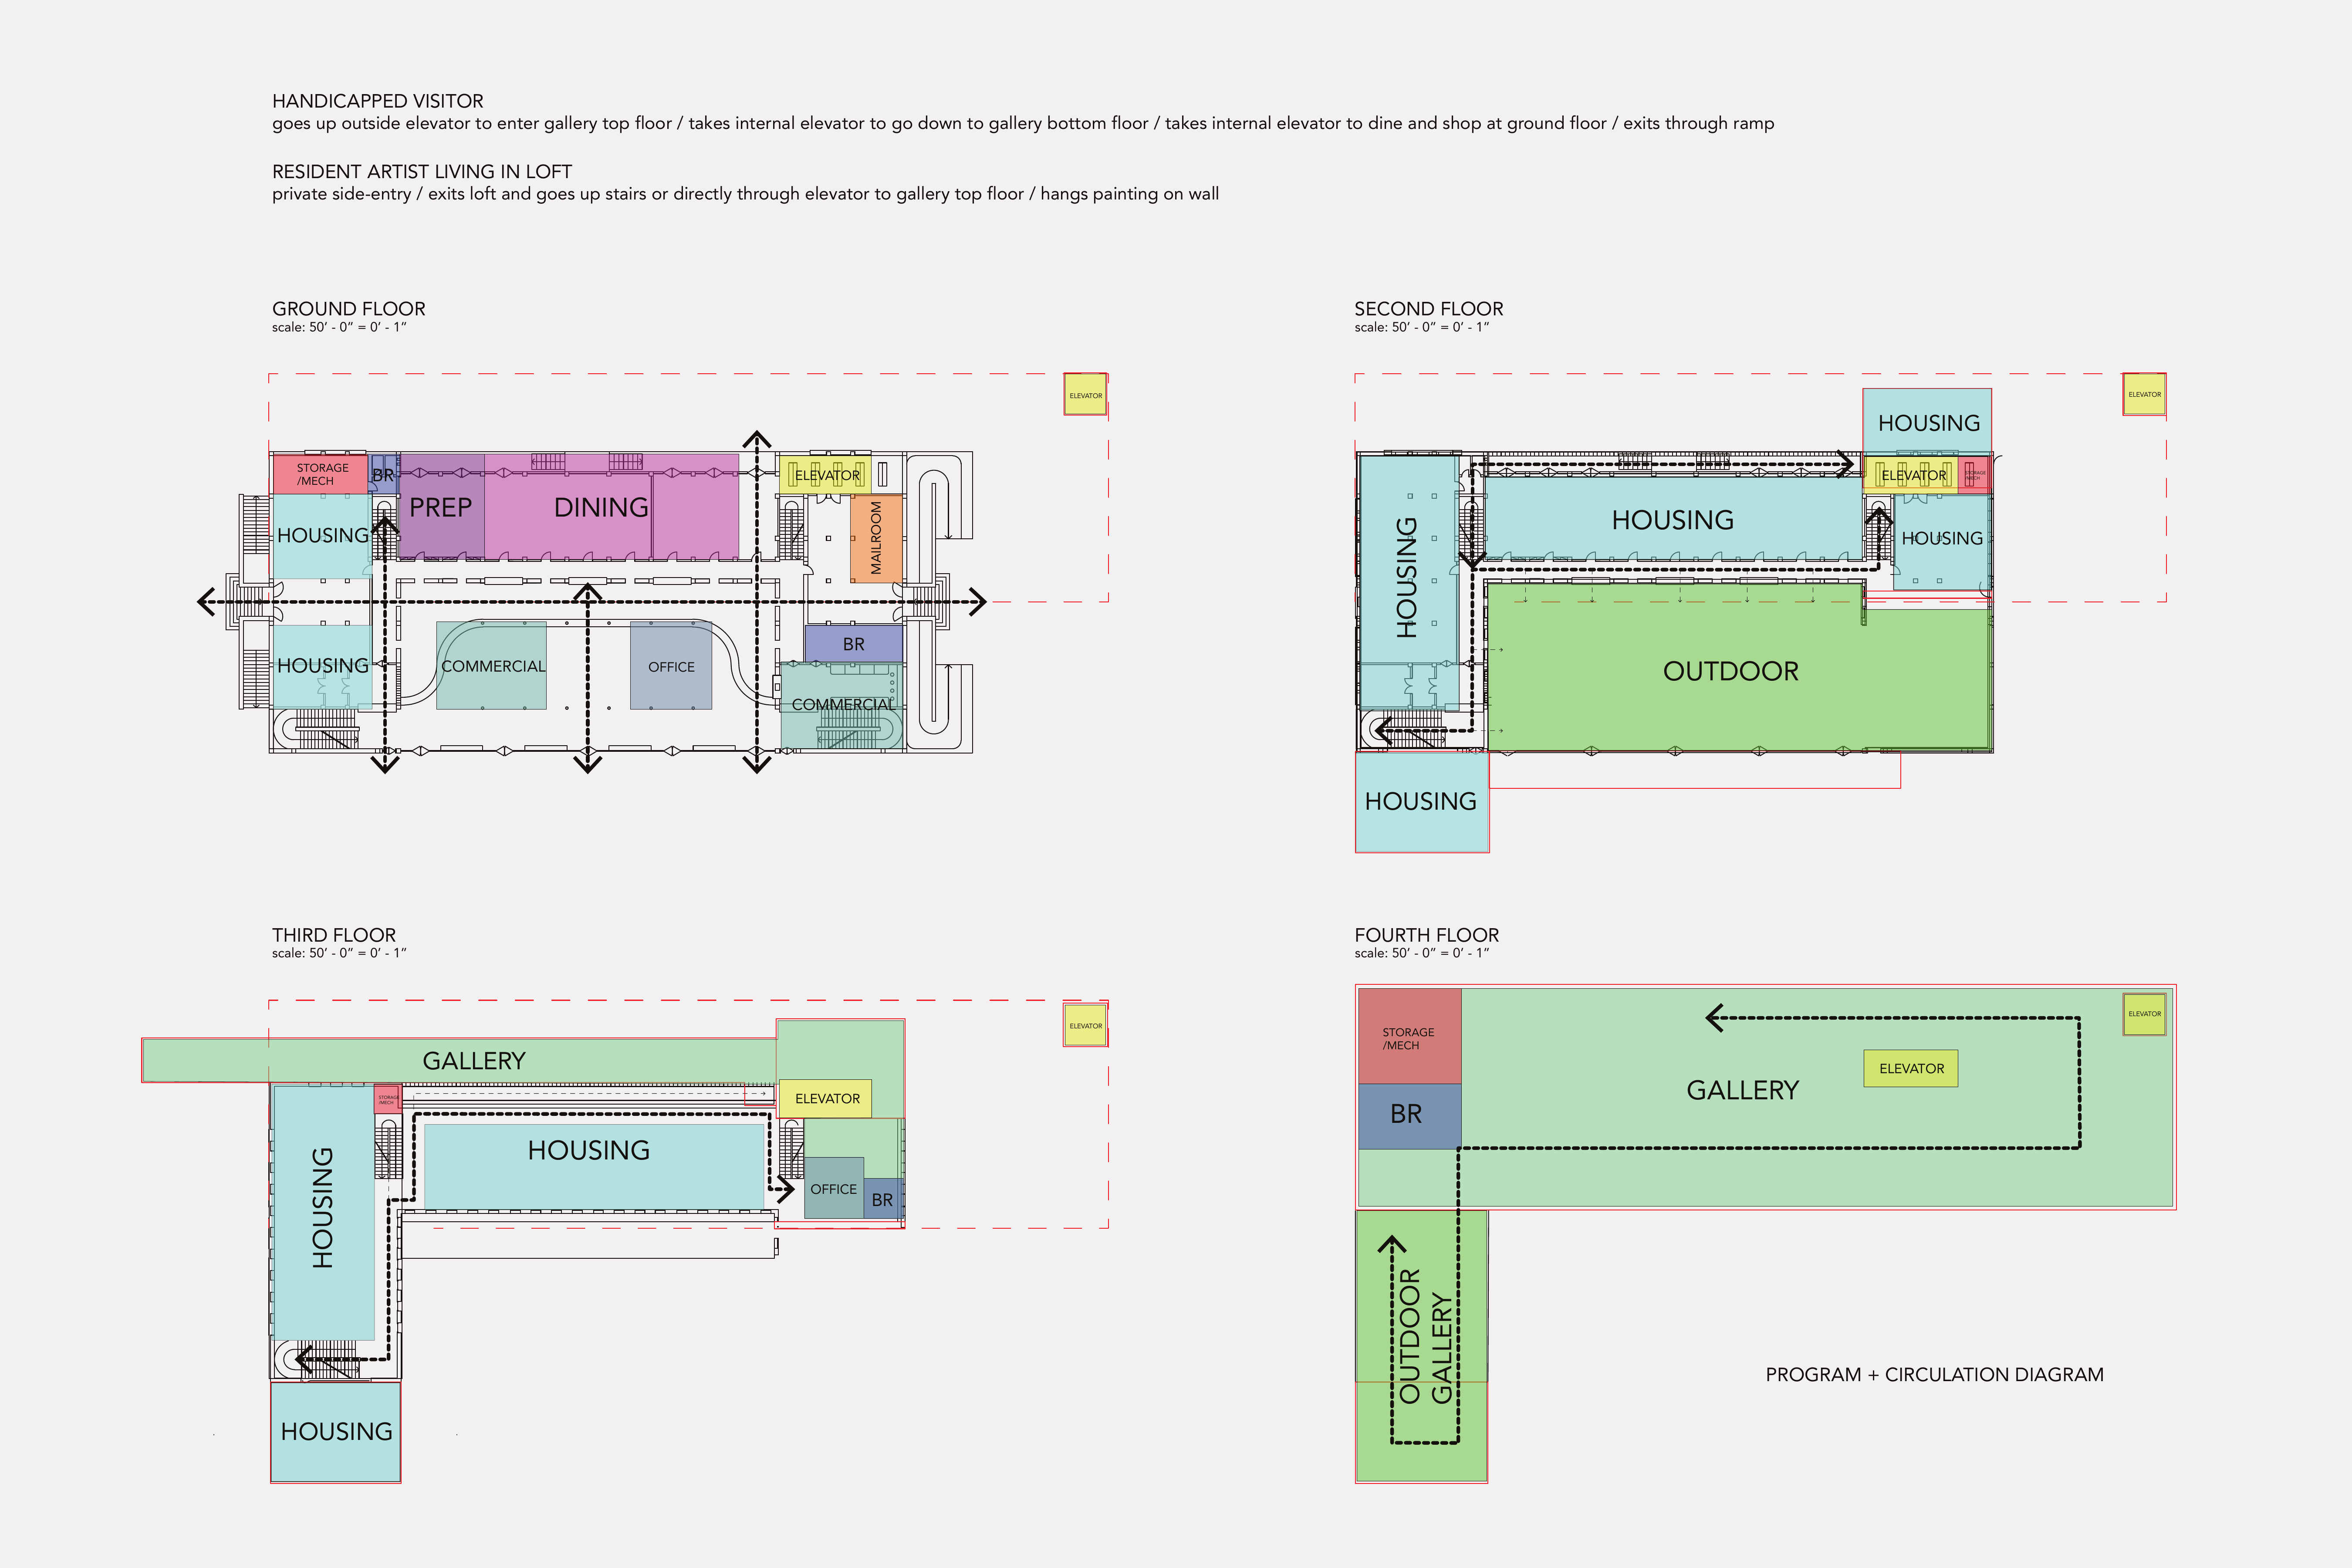 HANDICAPPED VISITOR
goes up outside elevator to enter gallery top floor / takes internal elevator to go down to gallery bottom floor / takes internal elevator to dine and shop at ground floor / exits through ramp
RESIDENT ARTIST LIVING IN LOFT
private side-entry / exits loft and goes up stairs or directly through elevator to gallery top floor / hangs painting on wall
GROUND FLOOR
scale: 50’ - 0” = 0’ - 1”
ELEVATOR
STORAGE
/MECH
BR
PREP
DINING
ELEVATOR
HOUSING
MAILROOM
HOUSING
COMMERCIAL
OFFICE
BR
COMMERCIAL
SECOND FLOOR
scale: 50’ - 0” = 0’ - 1”
ELEVATOR
HOUSING
ELEVATOR
STORAGE
/MECH
HOUSING
HOUSING
HOUSING
OUTDOOR
HOUSING
THIRD FLOOR
scale: 50’ - 0” = 0’ - 1”
ELEVATOR
GALLERY
STORAGE
/MECH
ELEVATOR
HOUSING
HOUSING
OFFICE
BR
HOUSING
FOURTH FLOOR
scale: 50’ - 0” = 0’ - 1”
STORAGE
/MECH
ELEVATOR
ELEVATOR
GALLERY
BR
OUTDOOR
GALLERY
PROGRAM + CIRCULATION DIAGRAM